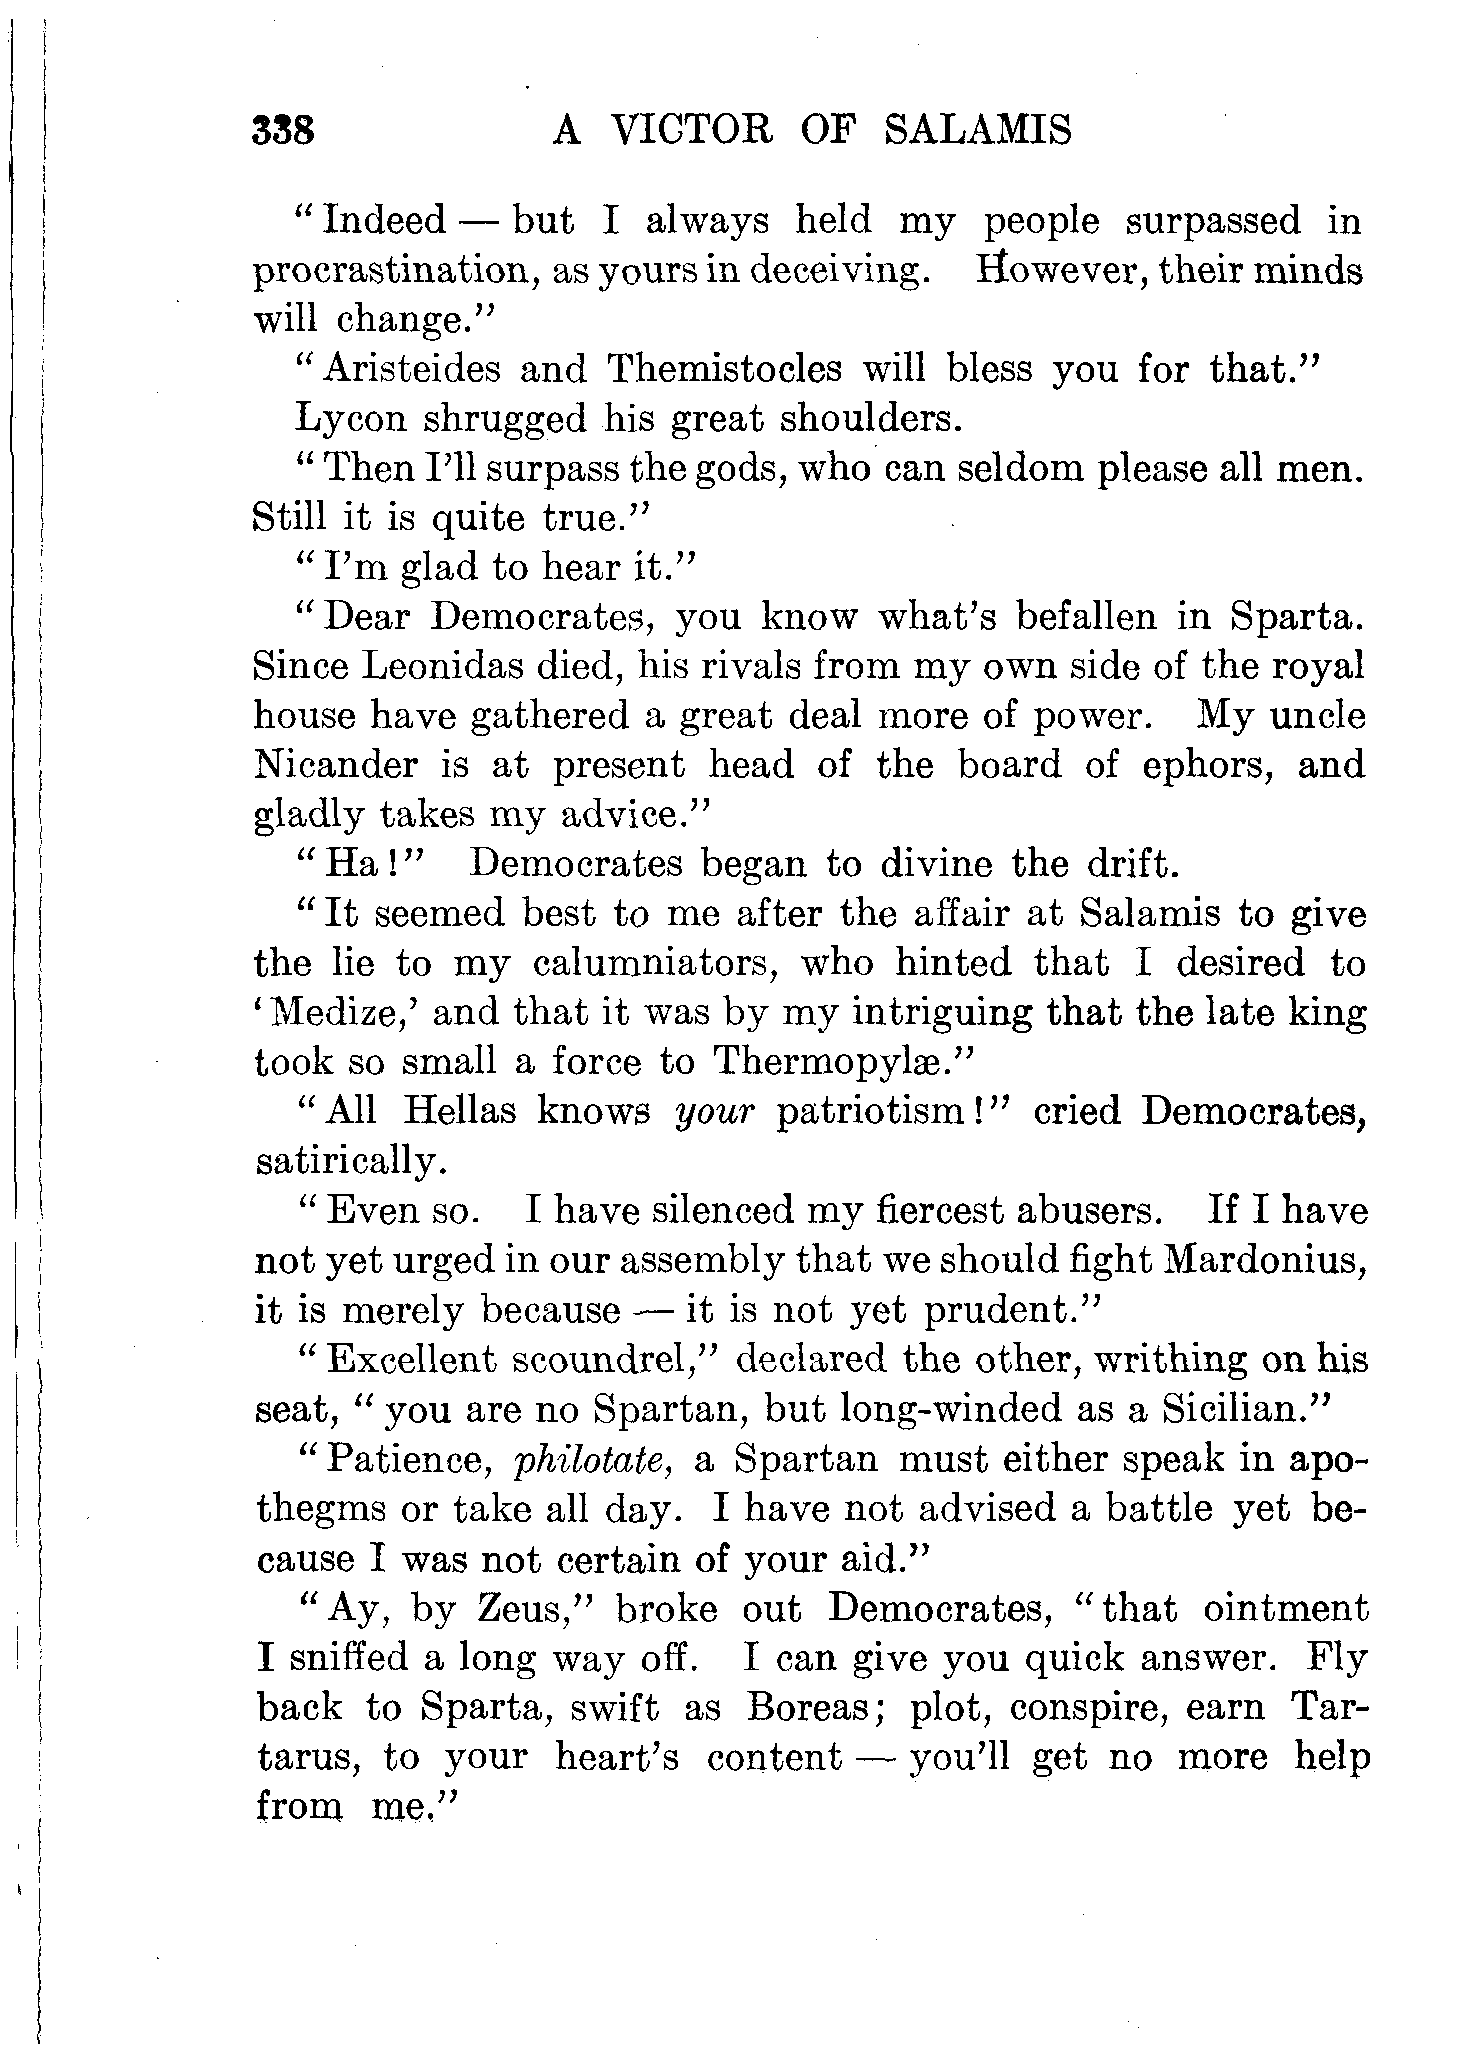 338 A VICTOR OF SALAMIS
“Indeed — but I always held my people surpassed in
procrastination, as yours in deceiving. However, their minds
will change.”
“Aristeides and Themistocles will bless you for that.”
Lycon shrugged his great shoulders.
“Then I’ll surpass the gods, who can seldom please all men.
Still it is quite true.”
“I’m glad to hear it.”
“Dear Democrates, you know what’s befallen in Sparta.
Since Leonidas died, his rivals from my own side of the royal
house have gathered a great deal more of power. My uncle
Nicander is at present head of the board of ephors, and
gladly takes my advice.”
“Ha!” Democrates began to divine the drift.
“It seemed best to me after the affair at Salamis to give
the lie to my calumniators, who hinted that I desired to
‘Medize,’ and that it was by my intriguing that the late king
took so small a force to Thermopylæ.”
“All Hellas knows your patriotism!” cried Democrates,
satirically.
“Even so. I have silenced my fiercest abusers. If I have
not yet urged in our assembly that we should fight Mardonius,
it is merely because — it is not yet prudent.”
“Excellent scoundrel,” declared the other, writhing on his
seat, “you are no Spartan, but long-winded as a Sicilian.”
“Patience, philotate, a Spartan must either speak in apo-
thegms or take all day. I have not advised a battle yet be-
cause I was not certain of your aid.”
“Ay, by Zeus,” broke out Democrates, “that ointment
I sniffed a long way off. I can give you quick answer. Fly
back to Sparta, swift as Boreas; plot, conspire, earn Tar-
tarus, to your heart’s content — you’ll get no more help
from me.”